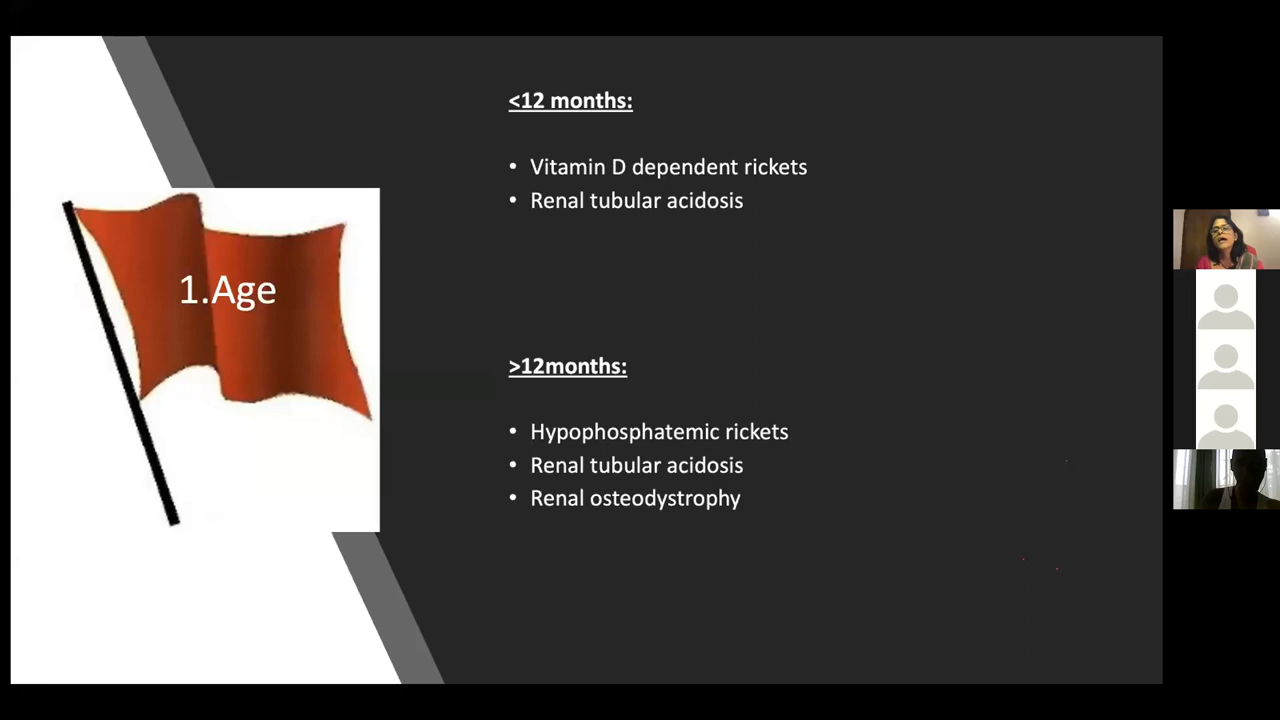 1.Age
<12 months:
• Vitamin D dependent rickets
• Renal tubular acidosis
>12months:
• Hypophosphatemic rickets
• Renal tubular acidosis
• Renal osteodystrophy